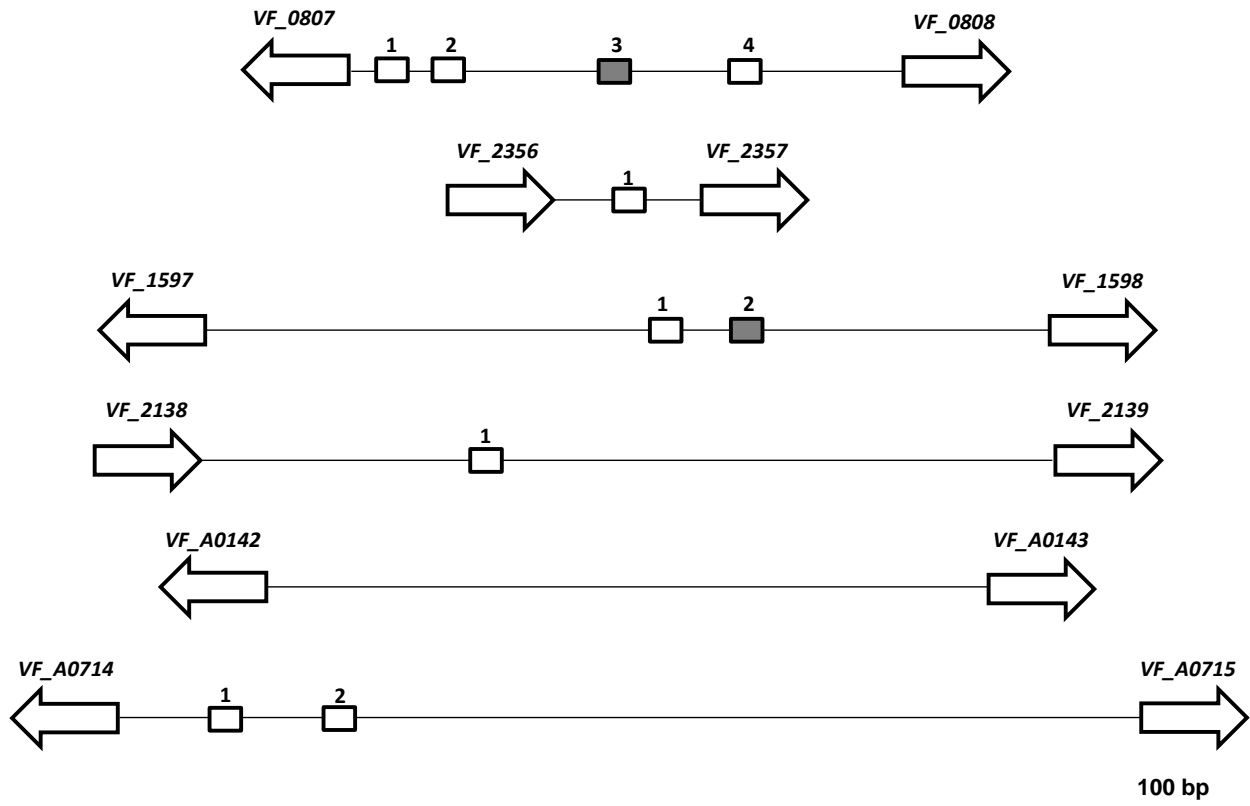 VF_0807 VF_0808
1 2 3 4
VF_2356 VF_2357
1
VF_1597 VF_1598
1 2
VF_2138 VF_2139
1
VF_A0142 VF_A0143
VF_A0714 VF_A0715
1 2
100 bp